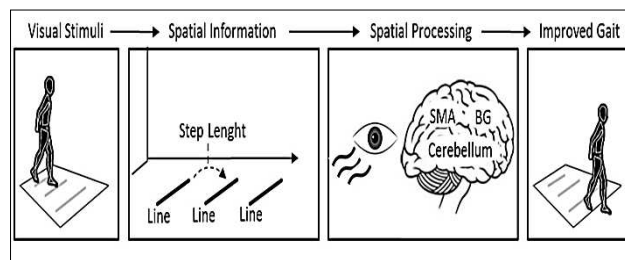 Visual Stimuli → Spatial Information → Spatial Processing → Improved Gait
Step Lenght
Line Line Line
SMA BG
Cerebellum